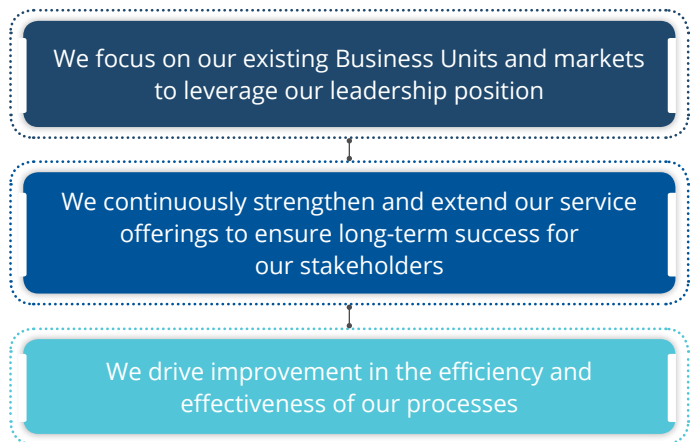 We focus on our existing Business Units and markets
to leverage our leadership position
We continuously strengthen and extend our service
offerings to ensure long-term success for
our stakeholders
We drive improvement in the efficiency and
effectiveness of our processes